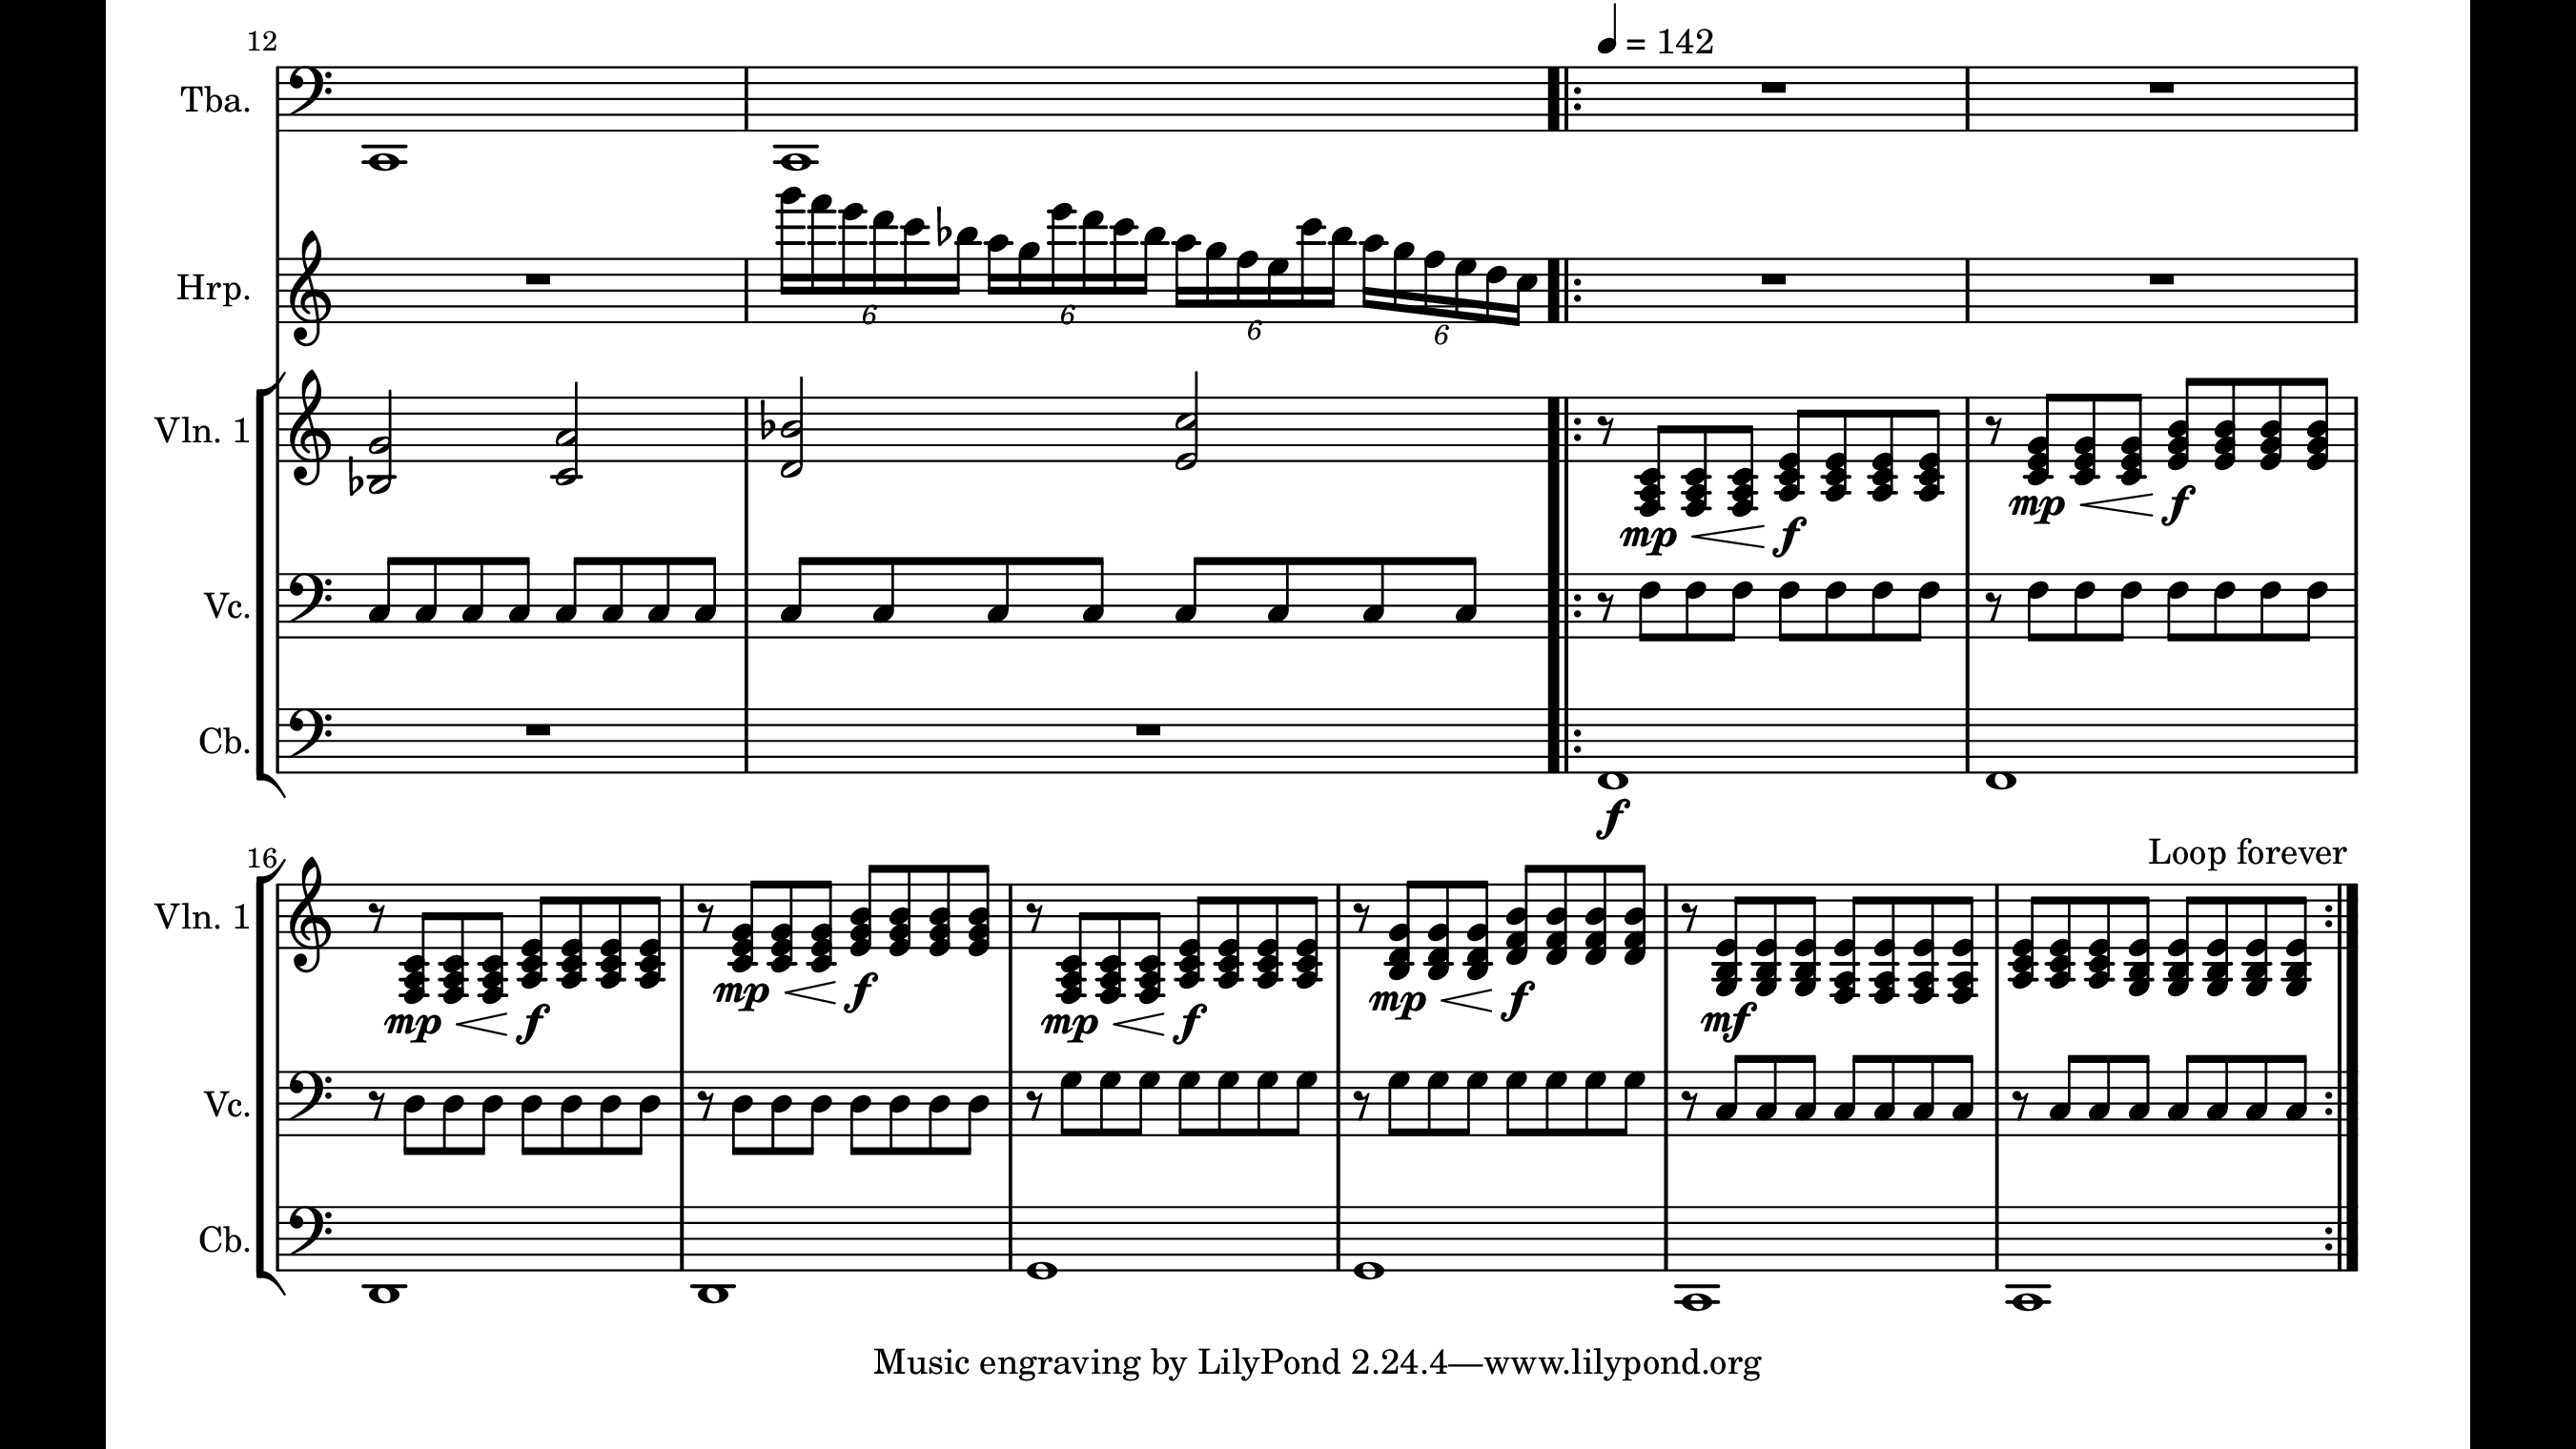 12
= 142
Tba.
Hrp.
6 6 6 6
Vln. 1
mp f mp f
Vc.
Cb.
f
Loop forever
16
Vln. 1
mp f mp f mp f mp f mf
Vc.
Cb.
Music engraving by LilyPond 2.24.4—www.lilypond.org